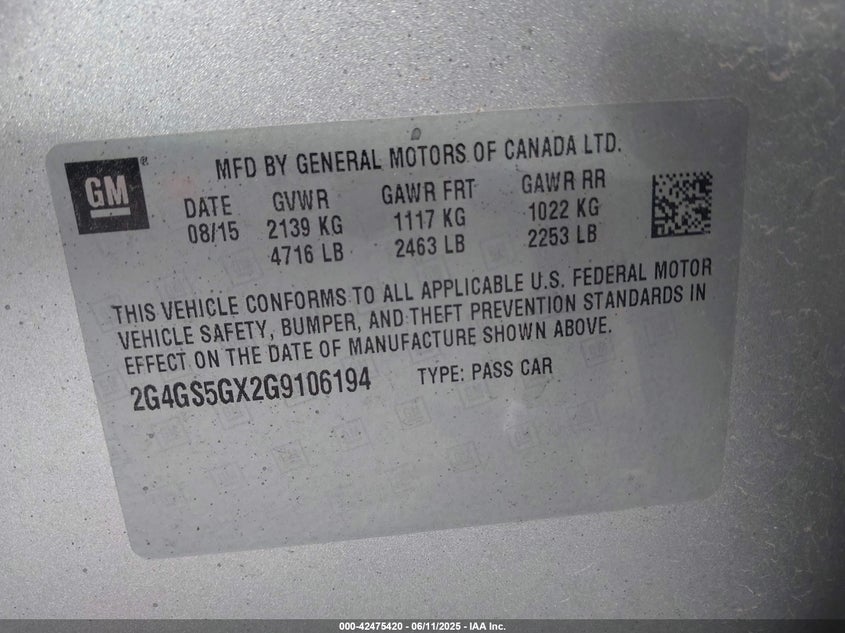 GM®
MFD BY GENERAL MOTORS OF CANADA LTD.
DATE GVWR GAWR FRT GAWR RR
08/15 2139 KG 1117 KG 1022 KG
4716 LB 2463 LB 2253 LB
THIS VEHICLE CONFORMS TO ALL APPLICABLE U.S. FEDERAL MOTOR
VEHICLE SAFETY, BUMPER, AND THEFT PREVENTION STANDARDS IN
EFFECT ON THE DATE OF MANUFACTURE SHOWN ABOVE.
2G4GS5GX2G9106194 TYPE: PASS CAR
000-42475420 - 06/11/2025 - IAA Inc.